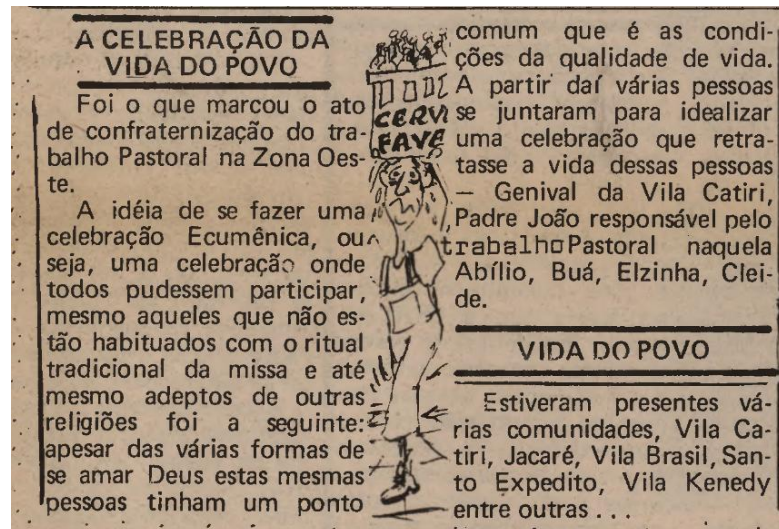 A CELEBRAÇÃO DA
VIDA DO POVO
Foi o que marcou o ato
de confraternização do tra-
balho Pastoral na Zona Oes-
te.
A idéia de se fazer uma
celebração Ecumênica, ou
seja, uma celebração onde
todos pudessem participar,
mesmo aqueles que não es-
tão habituados com o ritual
tradicional da missa e até
mesmo adeptos de outras
religiões foi a seguinte:
apesar das várias formas de
se amar Deus estas mesmas
pessoas tinham um ponto
CERVI
FAVE
comum que é as condi-
ções da qualidade de vida.
A partir daí várias pessoas
se juntaram para idealizar
uma celebração que retra-
tasse a vida dessas pessoas
— Genival da Vila Catiri,
Padre João responsável pelo
trabalho Pastoral naquela
Abílio, Buá, Elzinha, Clei-
de.
VIDA DO POVO
Estiveram presentes vá-
rias comunidades, Vila Ca-
tiri, Jacaré, Vila Brasil, San-
to Expedito, Vila Kenedy
entre outras . . .